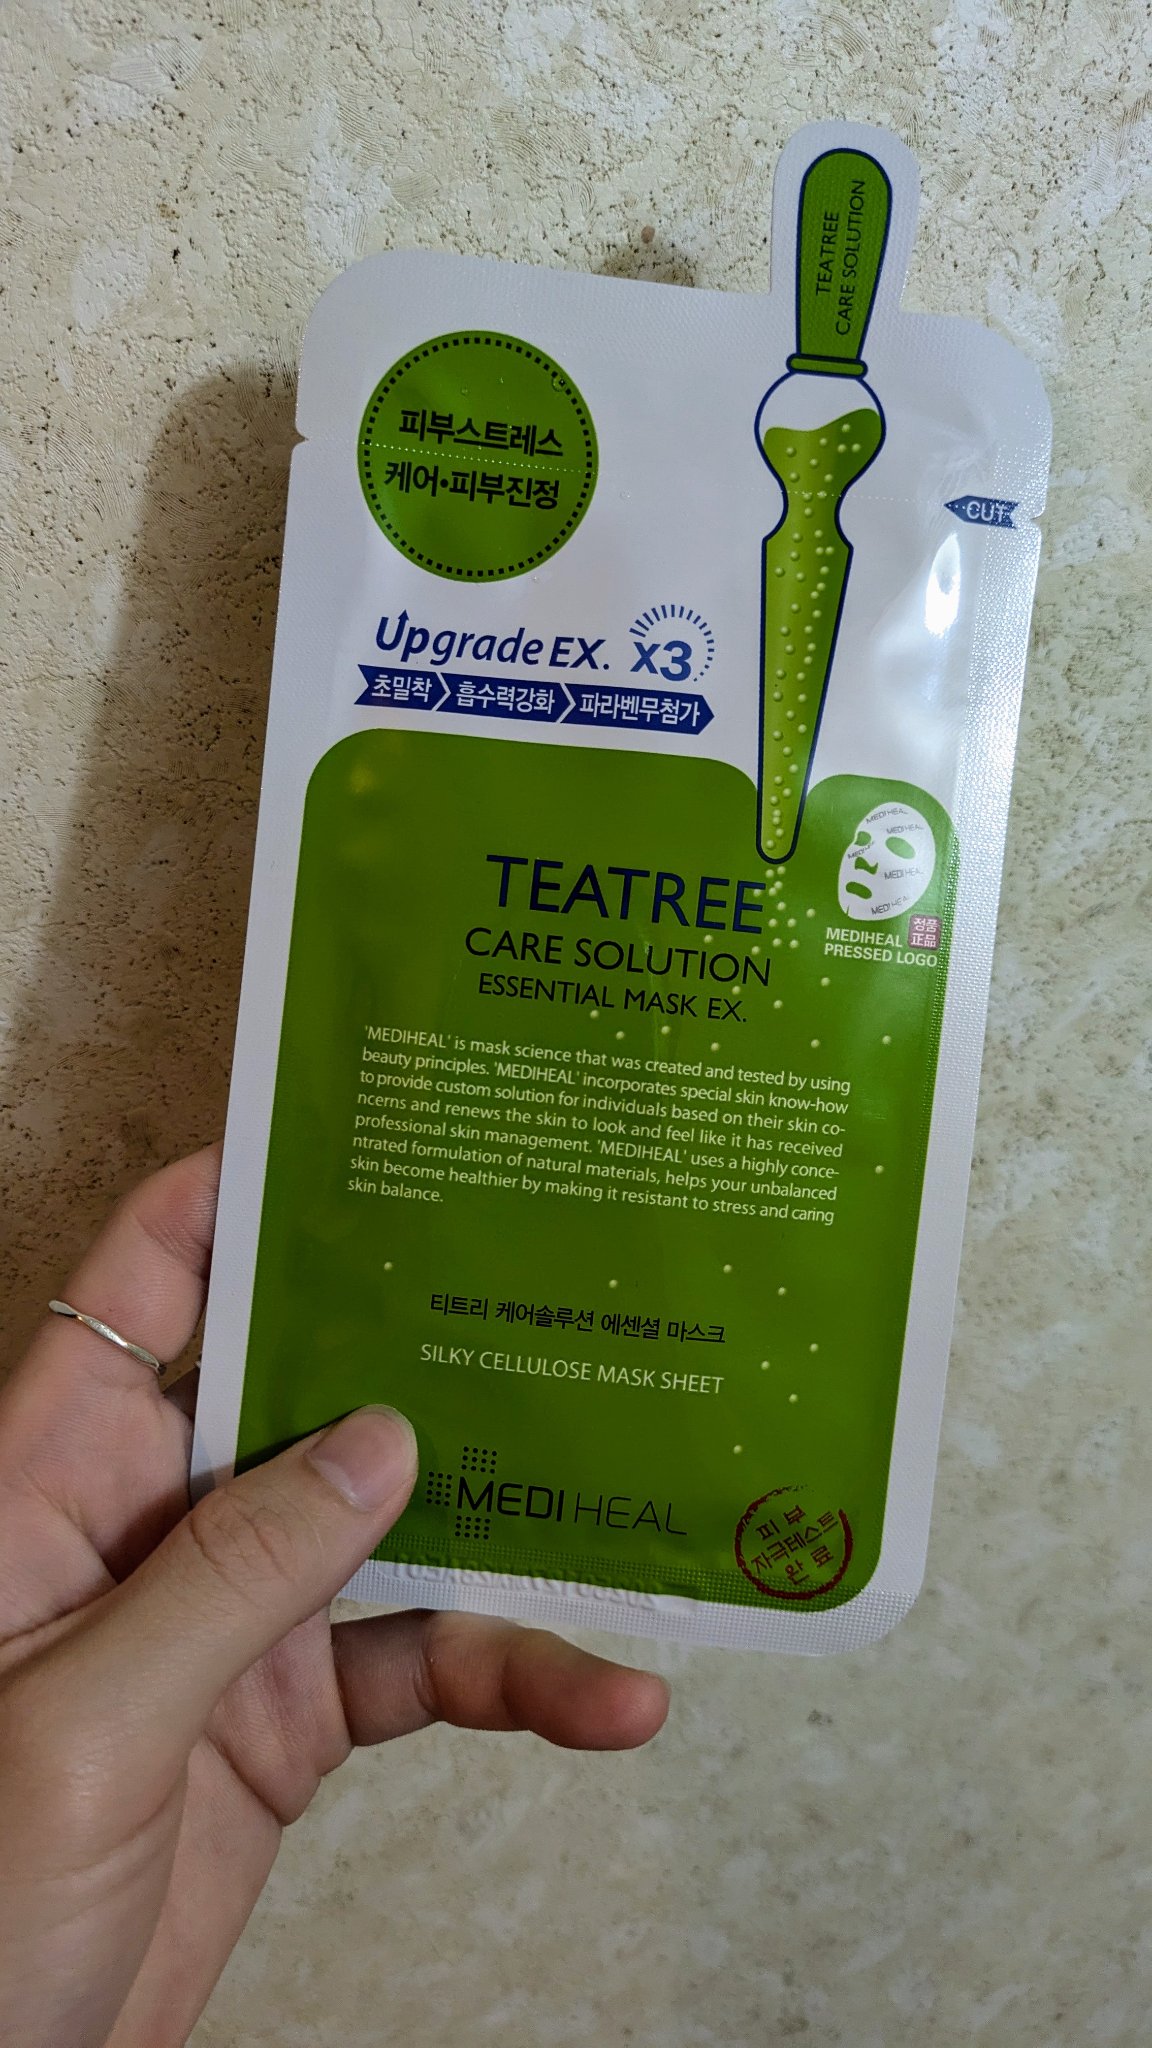 TEATREE
CARE SOLUTION
피부스트레스
케어•피부진정
CUT
Upgrade EX. x3
초밀착 흡수력강화 파라벤무첨가
MEDIHEAL
MEDIHEAL
MEDIHEAL
MEDIHEAL
MEDIHEAL
정품
正品
MEDIHEAL
PRESSED LOGO
TEATREE
CARE SOLUTION
ESSENTIAL MASK EX.
'MEDIHEAL' is mask science that was created and tested by using
beauty principles. 'MEDIHEAL' incorporates special skin know-how
to provide custom solution for individuals based on their skin co-
ncerns and renews the skin to look and feel like it has received
professional skin management. 'MEDIHEAL' uses a highly conce-
ntrated formulation of natural materials, helps your unbalanced
skin become healthier by making it resistant to stress and caring
skin balance.
티트리 케어솔루션 에센셜 마스크
SILKY CELLULOSE MASK SHEET
MEDIHEAL
피부
자극테스트
완료